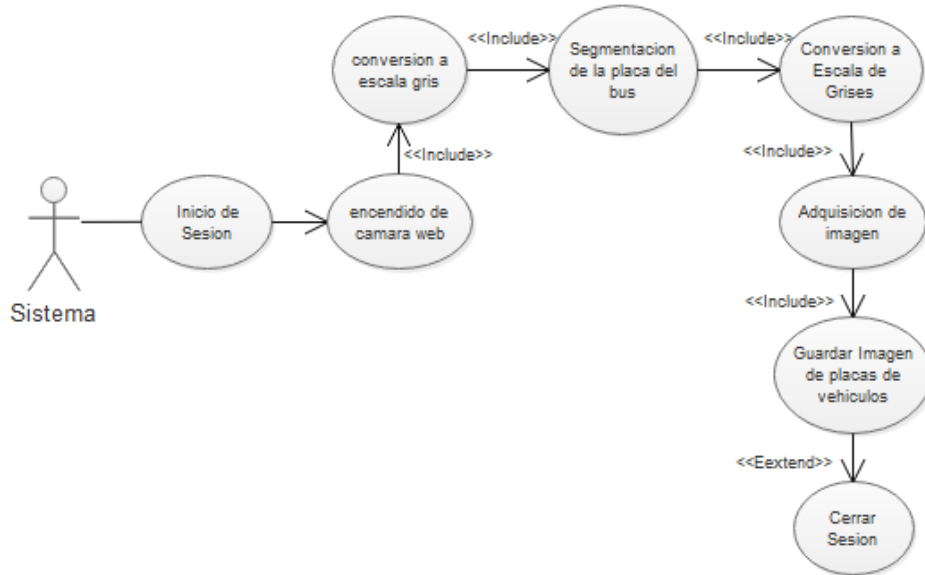 <<Include>>
<<Include>>
conversion a
escala gris
Segmentacion
de la placa del
bus
Conversion a
Escala de
Grises
<<Include>>
<<Include>>
Inicio de
Sesion
encendido de
camara web
Adquisicion de
imagen
Sistema
<<Include>>
Guardar Imagen
de placas de
vehiculos
<<Eextend>>
Cerrar
Sesion